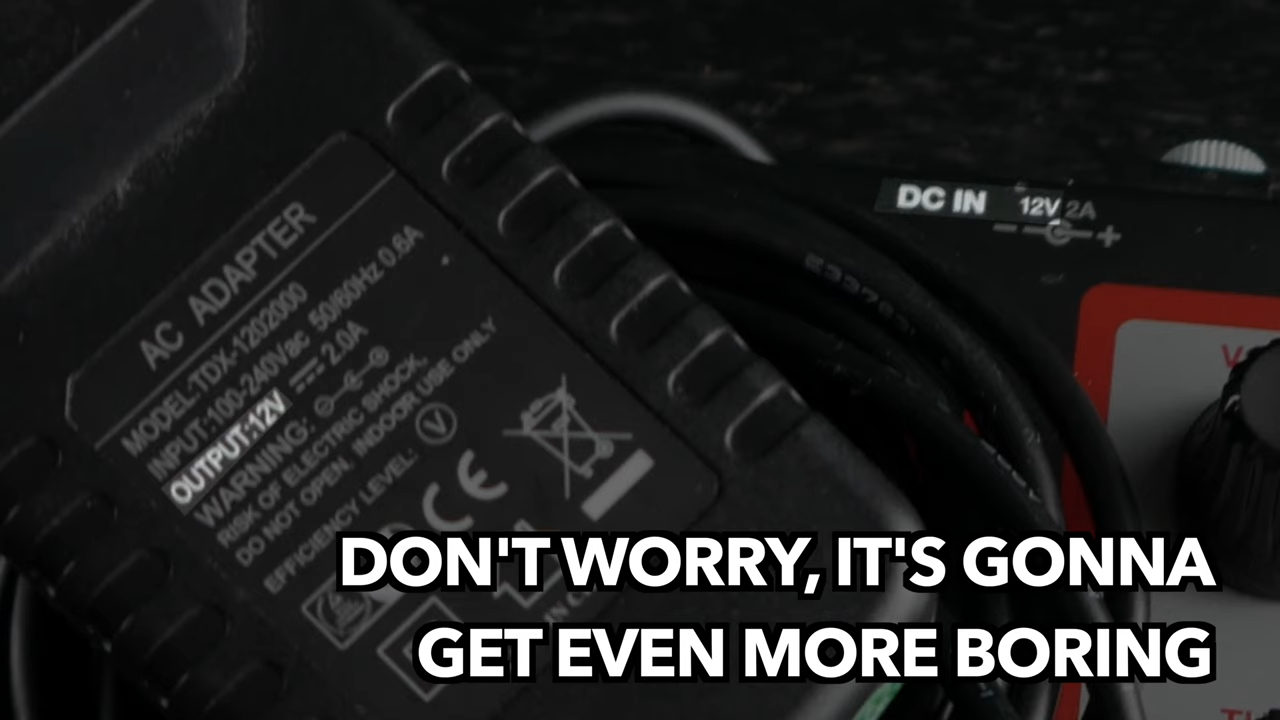 AC ADAPTER
MODEL:TDX-1202000
INPUT:100-240Vac 50/60Hz 0.6A
OUTPUT:12V 2.0A
WARNING:
RISK OF ELECTRIC SHOCK.
DO NOT OPEN. INDOOR USE ONLY
EFFICIENCY LEVEL: V
CE
DC IN 12V 2A
DON'T WORRY, IT'S GONNA
GET EVEN MORE BORING